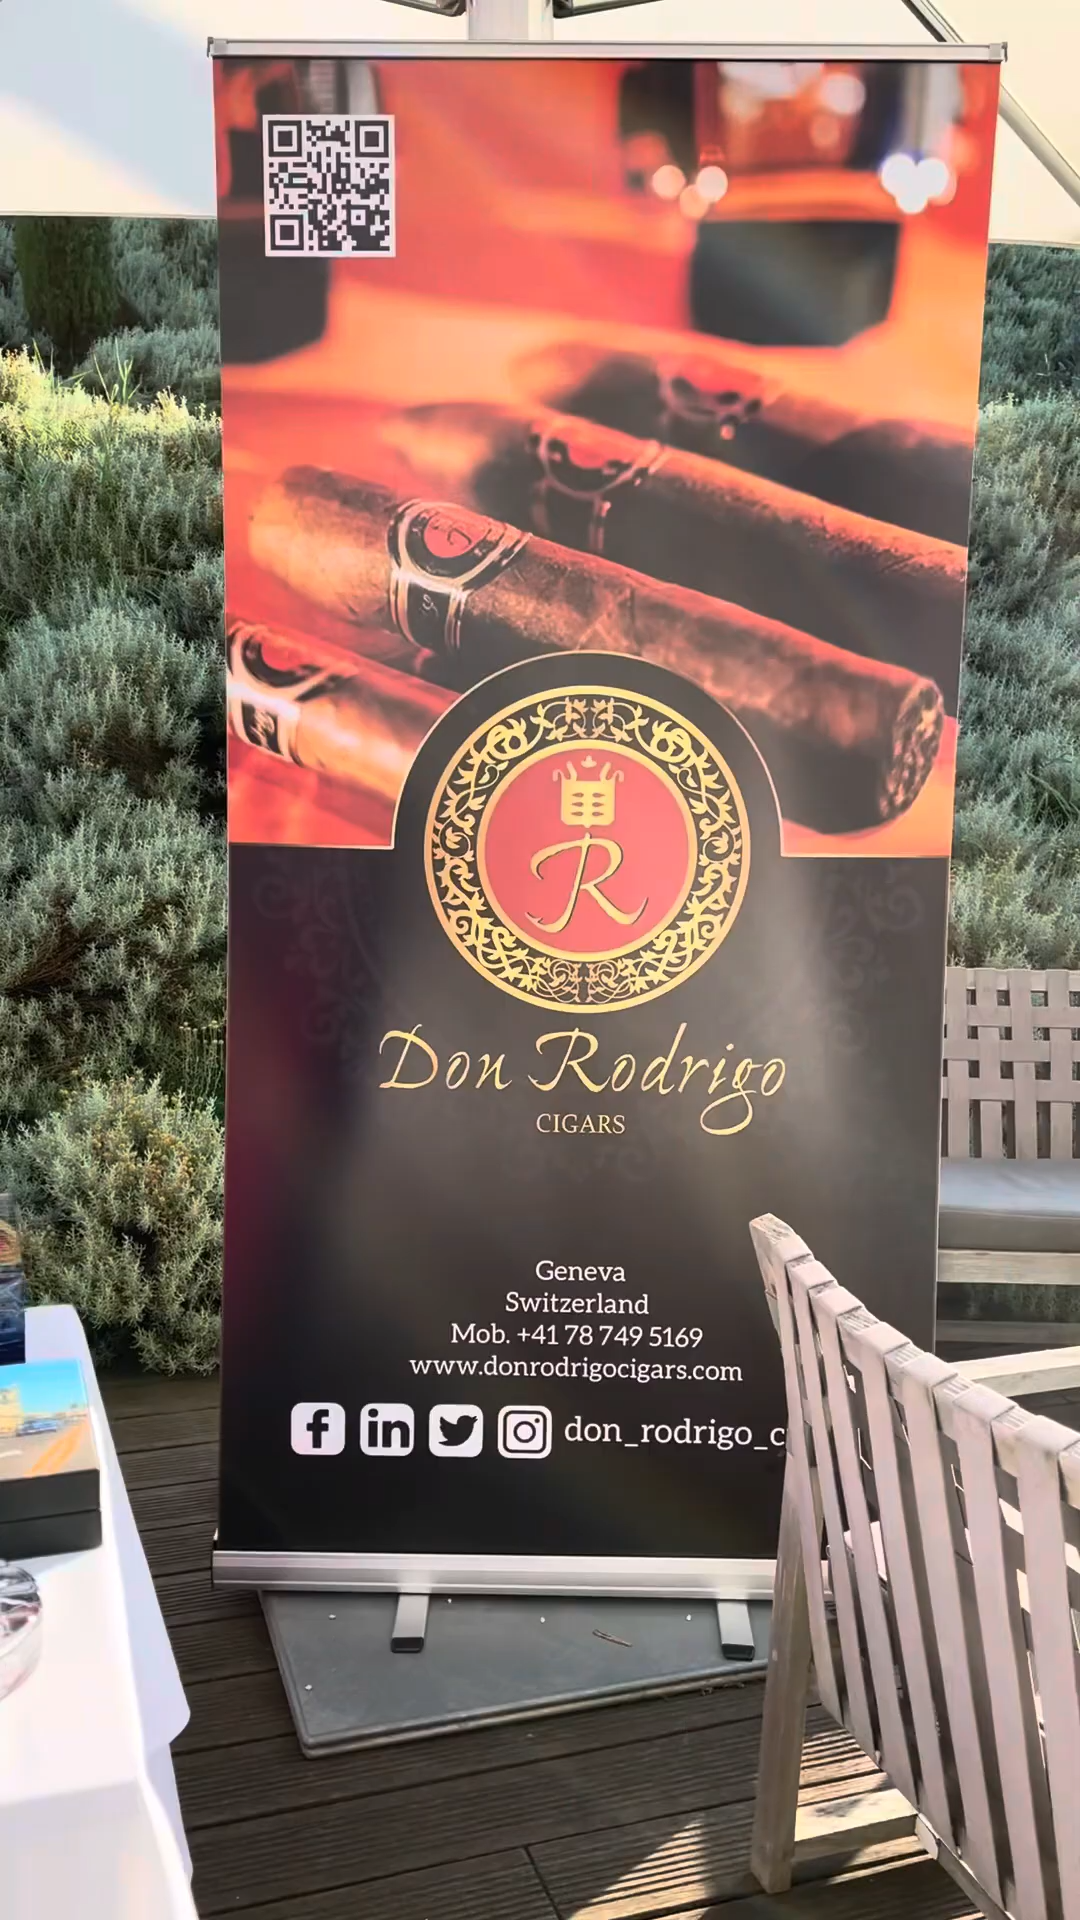 R
Don Rodrigo
CIGARS
Geneva
Switzerland
Mob. +41 78 749 5169
www.donrodrigocigars.com
don_rodrigo_c